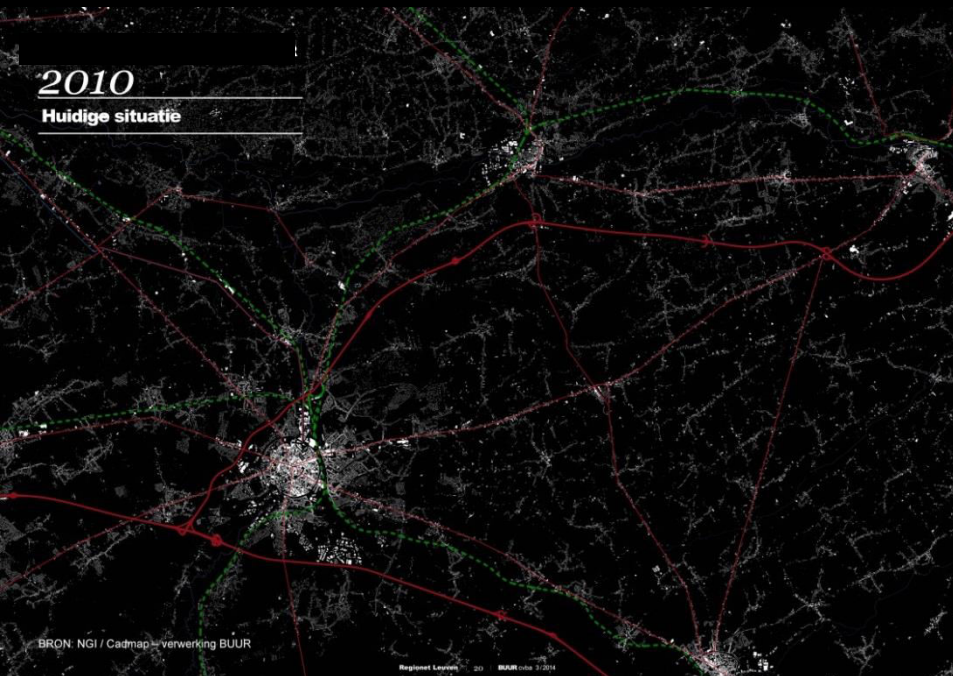 2010
Huidige situatie
BRON: NGI / Cadmap – verwerking BUUR
Regionet Leuven 20 BUUR cvba 3/2014